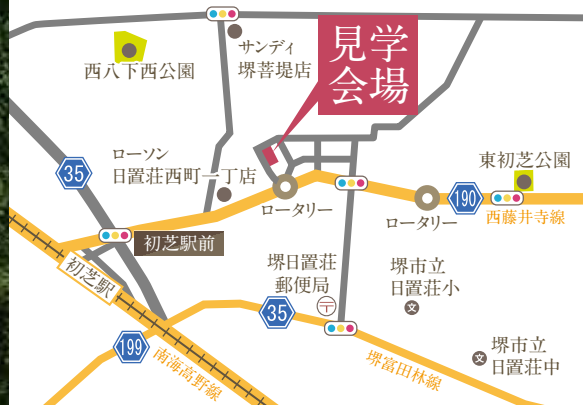 サンディ
堺菩提店
西八下西公園
見学
会場
ローソン
日置荘西町一丁店
35
東初芝公園
190
ロータリー
ロータリー
西藤井寺線
初芝駅前
初芝駅
堺日置荘
郵便局
〒
堺市立
日置荘小
文
35
199
南海高野線
堺富田林線
堺市立
日置荘中
文